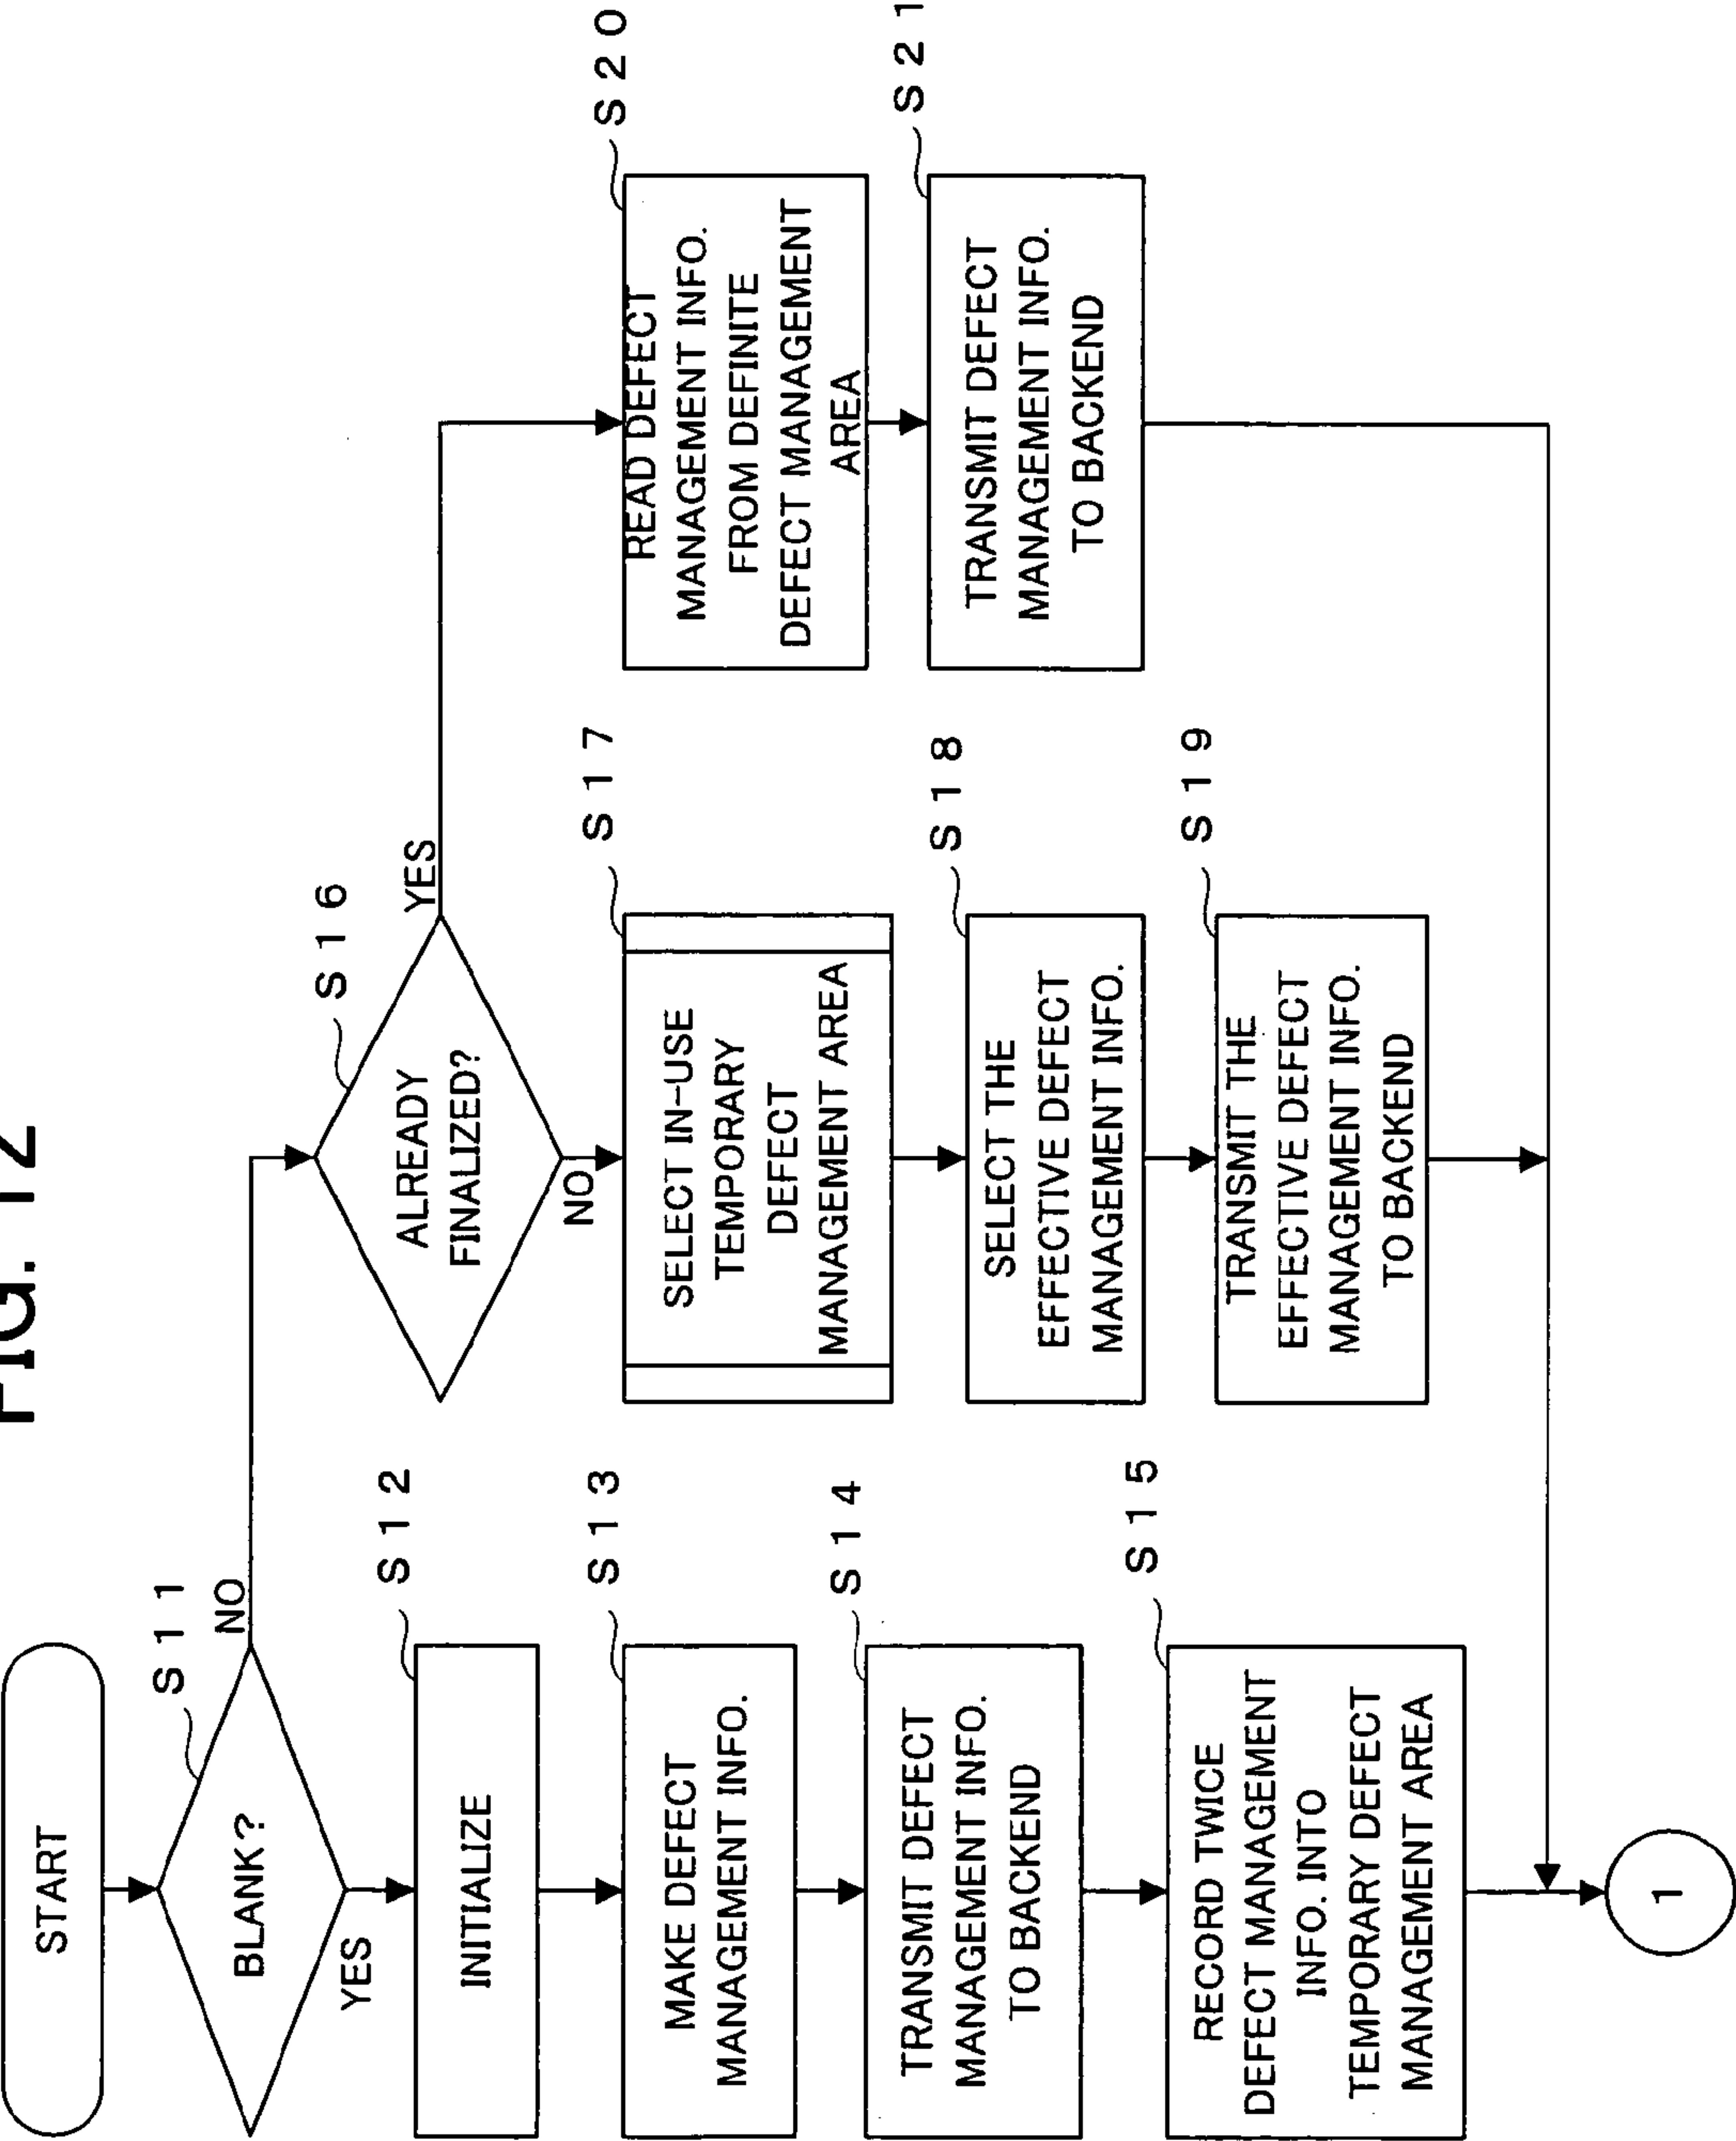 FIG. 12
START
S11
BLANK?
NO
YES
S12
INITIALIZE
S13
MAKE DEFECT
MANAGEMENT INFO.
S14
TRANSMIT DEFECT
MANAGEMENT INFO.
TO BACKEND
S15
RECORD TWICE
DEFECT MANAGEMENT
INFO. INTO
TEMPORARY DEFECT
MANAGEMENT AREA
S16
ALREADY
FINALIZED?
YES
NO
S17
SELECT IN-USE
TEMPORARY
DEFECT
MANAGEMENT AREA
S18
SELECT THE
EFFECTIVE DEFECT
MANAGEMENT INFO.
S19
TRANSMIT THE
EFFECTIVE DEFECT
MANAGEMENT INFO.
TO BACKEND
S20
READ DEFECT
MANAGEMENT INFO.
FROM DEFINITE
DEFECT MANAGEMENT
AREA
S21
TRANSMIT DEFECT
MANAGEMENT INFO.
TO BACKEND
1